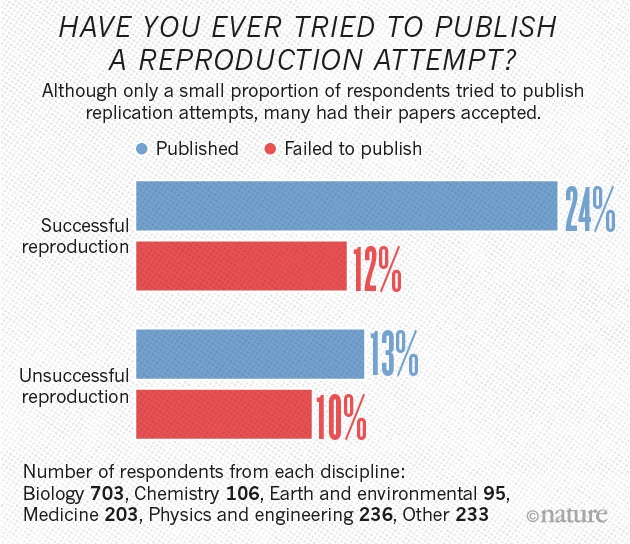 HAVE YOU EVER TRIED TO PUBLISH
A REPRODUCTION ATTEMPT?
Although only a small proportion of respondents tried to publish
replication attempts, many had their papers accepted.
Published Failed to publish
Successful
reproduction
24%
12%
Unsuccessful
reproduction
13%
10%
Number of respondents from each discipline:
Biology 703, Chemistry 106, Earth and environmental 95,
Medicine 203, Physics and engineering 236, Other 233
©nature